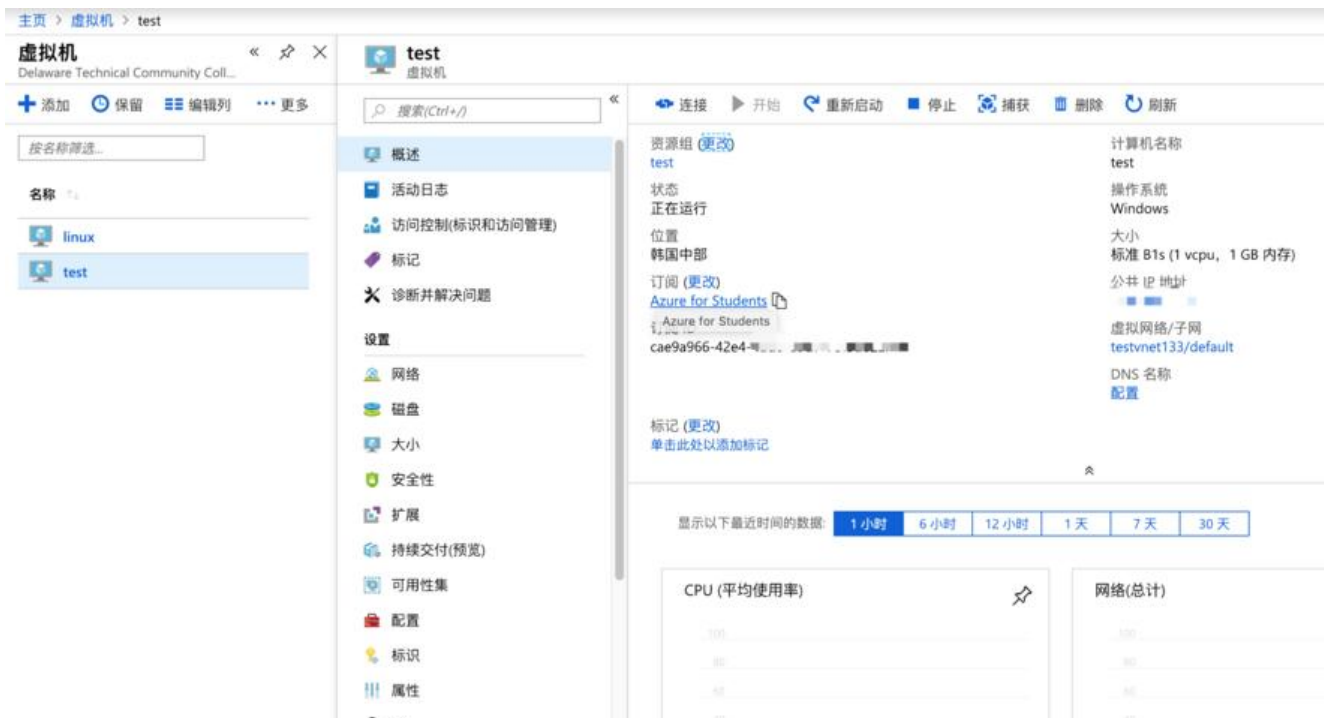 主页 > 虚拟机 > test
虚拟机
Delaware Technical Community Coll...
添加 保留 编辑列 更多
按名称筛选...
名称
linux
test
test
虚拟机
搜索(Ctrl+/)
概述
活动日志
访问控制(标识和访问管理)
标记
诊断并解决问题
设置
网络
磁盘
大小
安全性
扩展
持续交付(预览)
可用性集
配置
标识
属性
连接 开始 重新启动 停止 捕获 删除 刷新
资源组 (更改)
test
状态
正在运行
位置
韩国中部
订阅 (更改)
Azure for Students
Azure for Students
cae9a966-42e4-
标记 (更改)
单击此处以添加标记
计算机名称
test
操作系统
Windows
大小
标准 B1s (1 vcpu，1 GB 内存)
公共 IP 地址
虚拟网络/子网
testvnet133/default
DNS 名称
配置
显示以下最近时间的数据: 1 小时 6 小时 12 小时 1 天 7 天 30 天
CPU (平均使用率)
100
80
60
网络(总计)
100
80
60